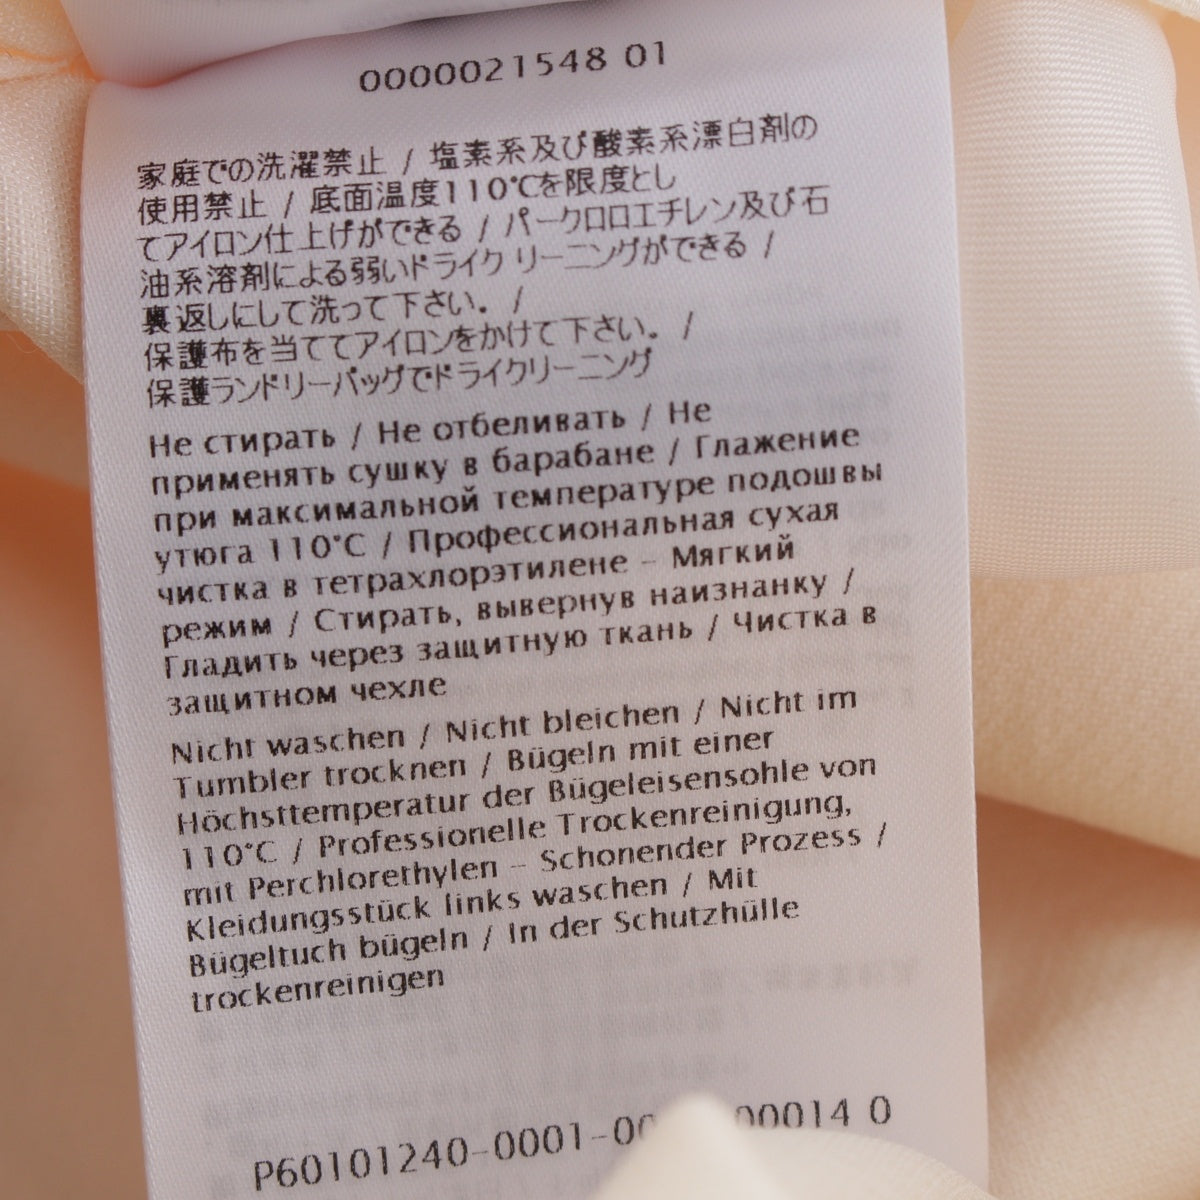 0000021548 01
家庭での洗濯禁止 / 塩素系及び酸素系漂白剤の
使用禁止 / 底面温度110℃を限度とし
てアイロン仕上げができる / パークロロエチレン及び石
油系溶剤による弱いドライクリーニングができる /
裏返しにして洗って下さい。 /
保護布を当ててアイロンをかけて下さい。 /
保護ランドリーバッグでドライクリーニング
Не стирать / Не отбеливать / Не
применять сушку в барабане / Глажение
при максимальной температуре подошвы
утюга 110°C / Профессиональная сухая
чистка в тетрахлорэтилене – Мягкий
режим / Стирать, вывернув наизнанку /
Гладить через защитную ткань / Чистка в
защитном чехле
Nicht waschen / Nicht bleichen / Nicht im
Tumbler trocknen / Bügeln mit einer
Höchsttemperatur der Bügeleisensohle von
110°C / Professionelle Trockenreinigung,
mit Perchlorethylen – Schonender Prozess /
Kleidungsstück links waschen / Mit
Bügeltuch bügeln / In der Schutzhülle
trockenreinigen
P60101240-0001-00 00014 0